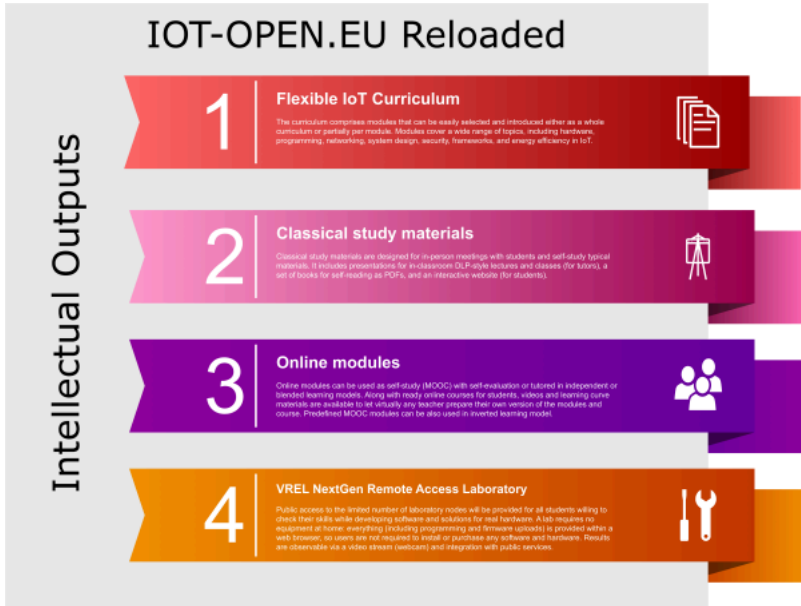 IOT-OPEN.EU Reloaded
Intellectual Outputs
1
Flexible IoT Curriculum
The curriculum comprises modules that can be easily selected and introduced either as a whole
curriculum or partially per module. Modules cover a wide range of topics, including hardware,
programming, networking, system design, security, frameworks, and energy efficiency in IoT.
2
Classical study materials
Classical study materials are designed for in-person meetings with students and self-study typical
materials. It includes presentations for in-classroom DLP-style lectures and classes (for tutors), a
set of books for self-reading as PDFs, and an interactive website (for students).
3
Online modules
Online modules can be used as self-study (MOOC) with self-evaluation or tutored in independent or
blended learning models. Along with ready online courses for students, videos and learning curve
materials are available to let virtually any teacher prepare their own version of the modules and
course. Predefined MOOC modules can be also used in inverted learning model.
4
VREL NextGen Remote Access Laboratory
Public access to the limited number of laboratory nodes will be provided for all students willing to
check their skills while developing software and solutions for real hardware. A lab requires no
equipment at home: everything (including programming and firmware uploads) is provided within a
web browser, so users are not required to install or purchase any software and hardware. Results
are observable via a video stream (webcam) and integration with public services.